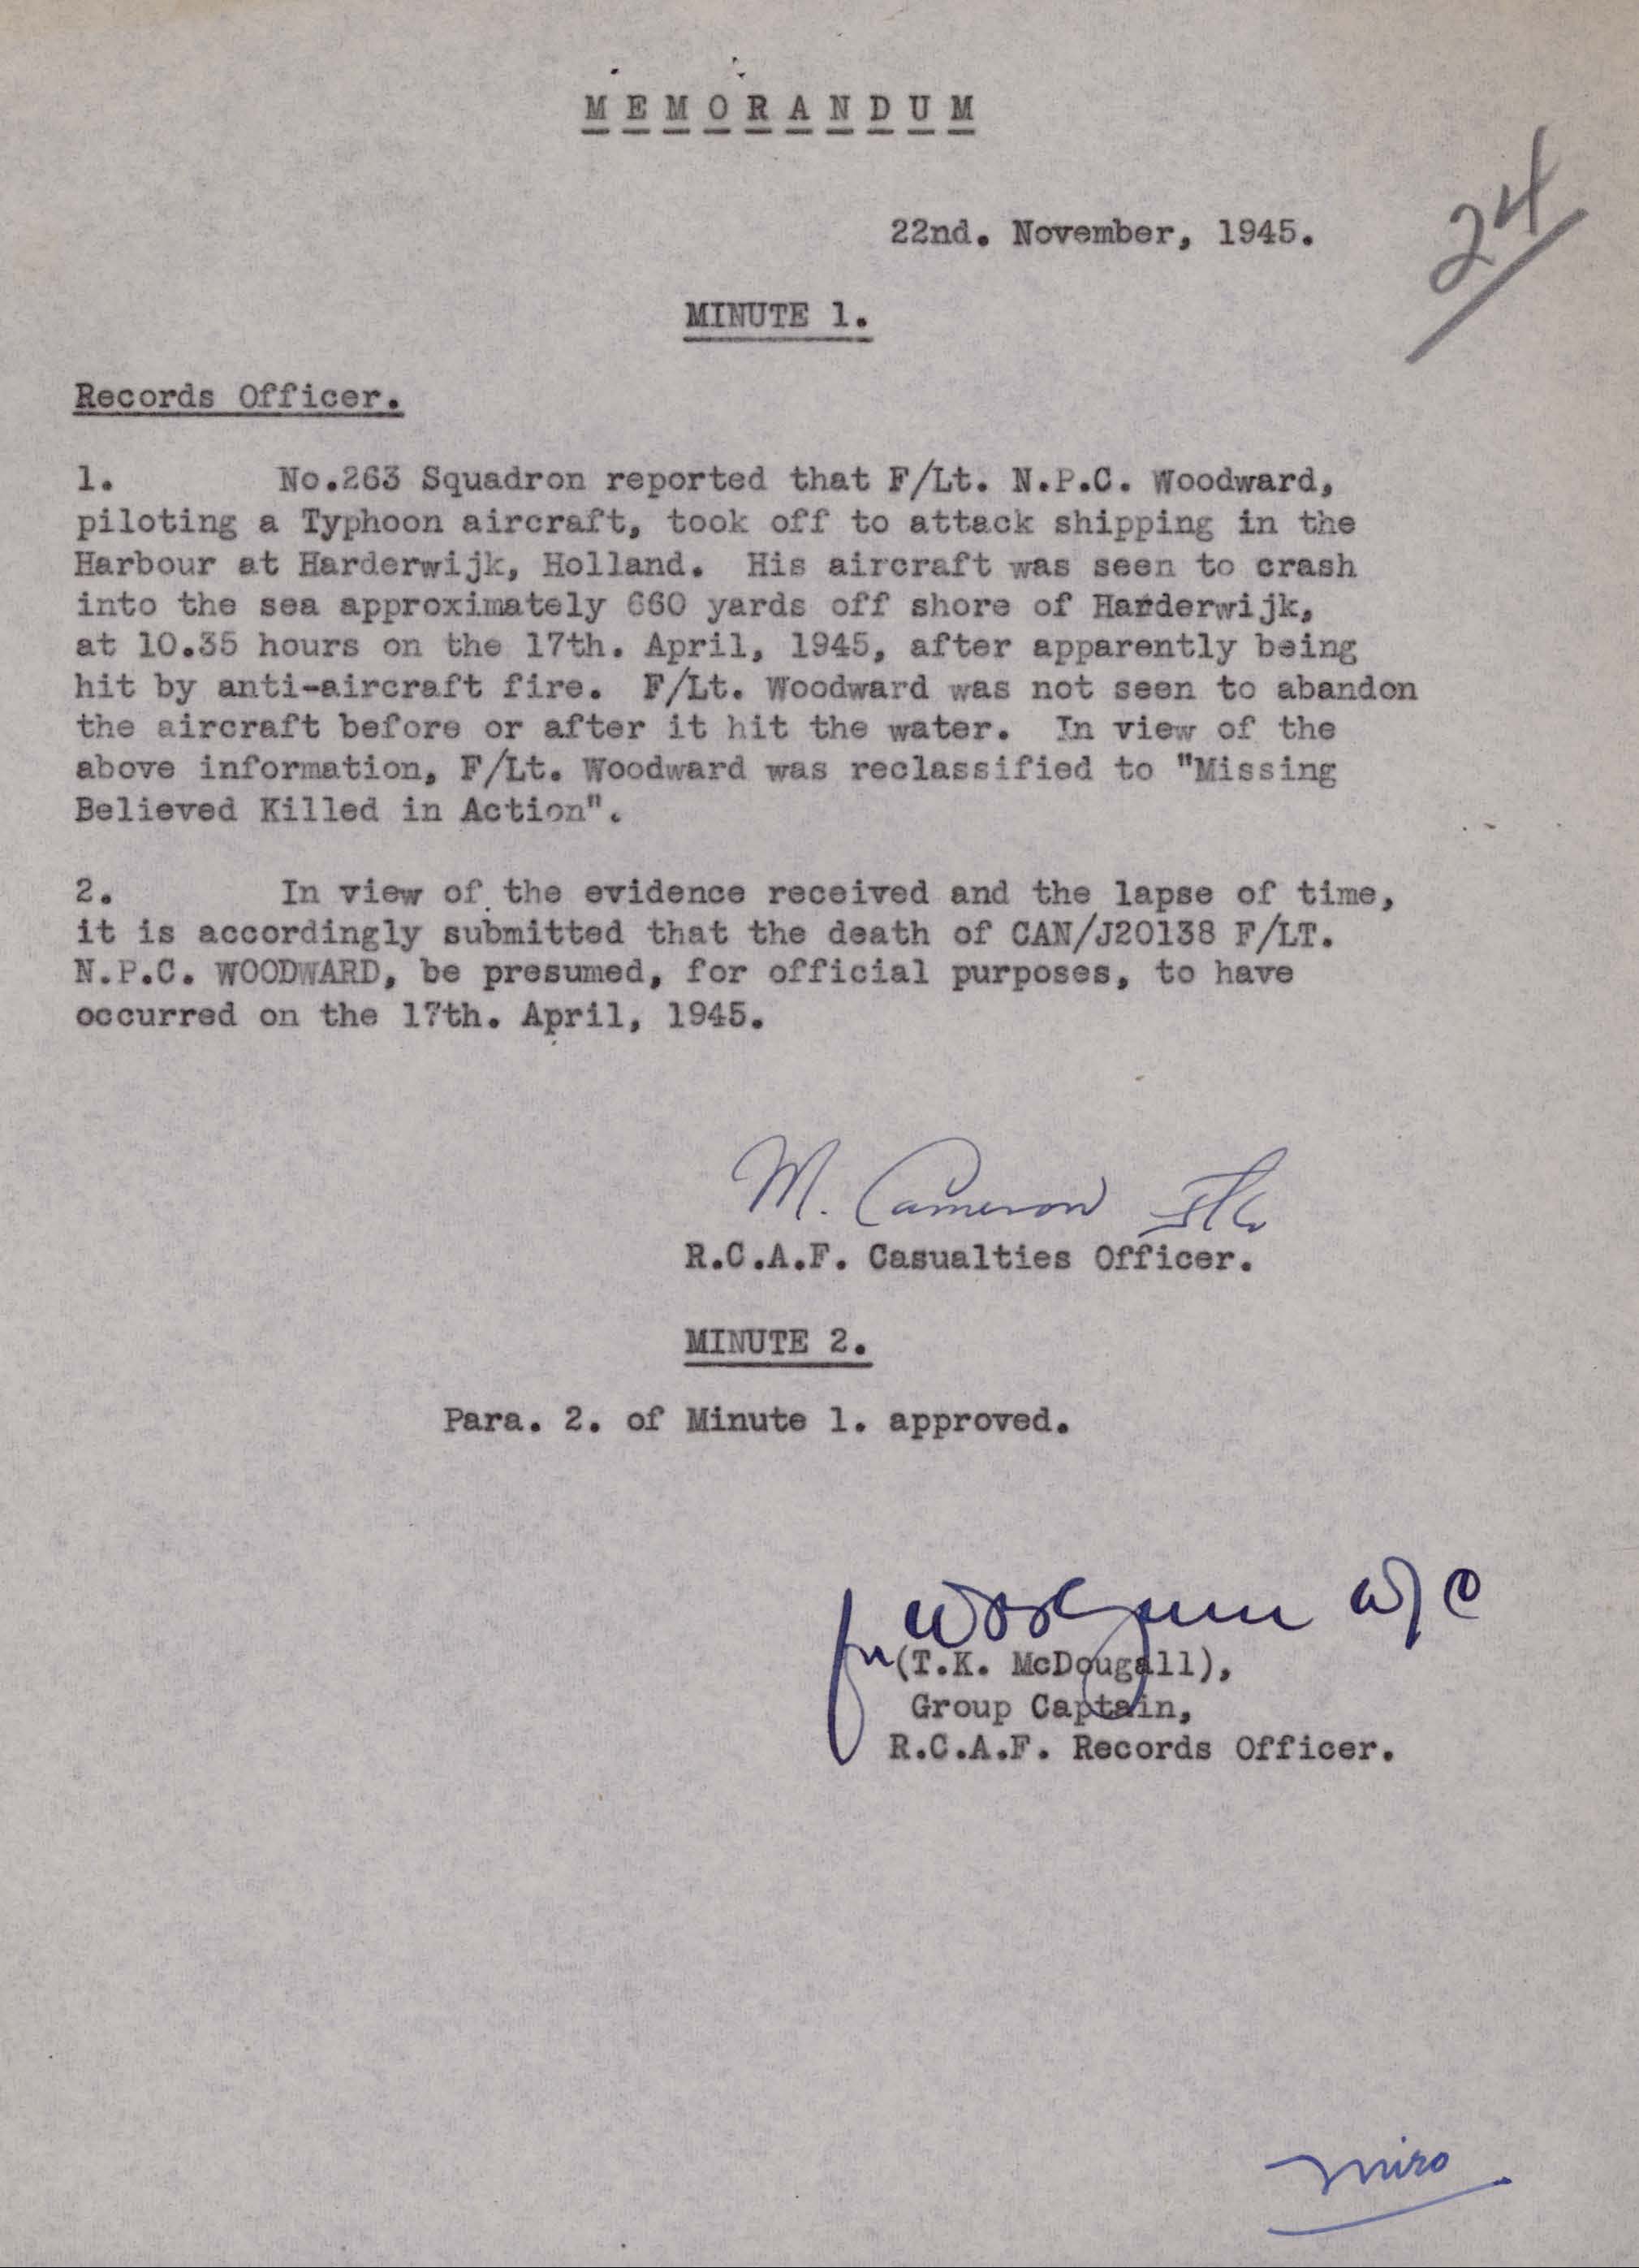 MEMORANDUM
24
22nd. November, 1945.
MINUTE 1.
Records Officer.
1. No.263 Squadron reported that F/Lt. N.P.C. Woodward,
piloting a Typhoon aircraft, took off to attack shipping in the
Harbour at Harderwijk, Holland. His aircraft was seen to crash
into the sea approximately 660 yards off shore of Harderwijk,
at 10.35 hours on the 17th. April, 1945, after apparently being
hit by anti-aircraft fire. F/Lt. Woodward was not seen to abandon
the aircraft before or after it hit the water. In view of the
above information, F/Lt. Woodward was reclassified to "Missing
Believed Killed in Action".
2. In view of the evidence received and the lapse of time,
it is accordingly submitted that the death of CAN/J20138 F/LT.
N.P.C. WOODWARD, be presumed, for official purposes, to have
occurred on the 17th. April, 1945.
M. Cameron
R.C.A.F. Casualties Officer.
MINUTE 2.
Para. 2. of Minute 1. approved.
W/C
for (T.K. McDougall),
Group Captain,
R.C.A.F. Records Officer.